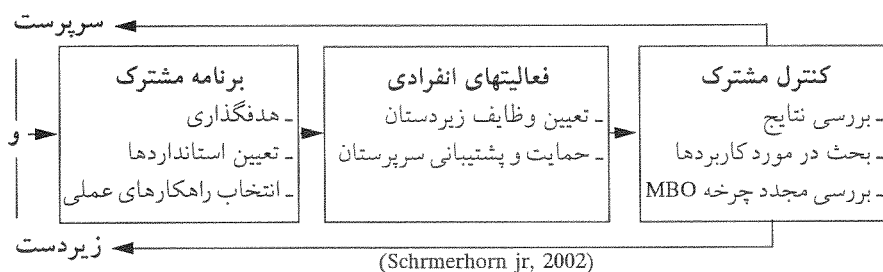 سرپرست
و
برنامه مشترک
ـ هدفگذاری
ـ تعیین استانداردها
ـ انتخاب راهکارهای عملی
فعالیتهای انفرادی
ـ تعیین وظایف زیردستان
ـ حمایت و پشتیبانی سرپرستان
کنترل مشترک
ـ بررسی نتایج
ـ بحث در مورد کاربردها
ـ بررسی مجدد چرخه MBO
زیردست
(Schrmerhorn jr, 2002)